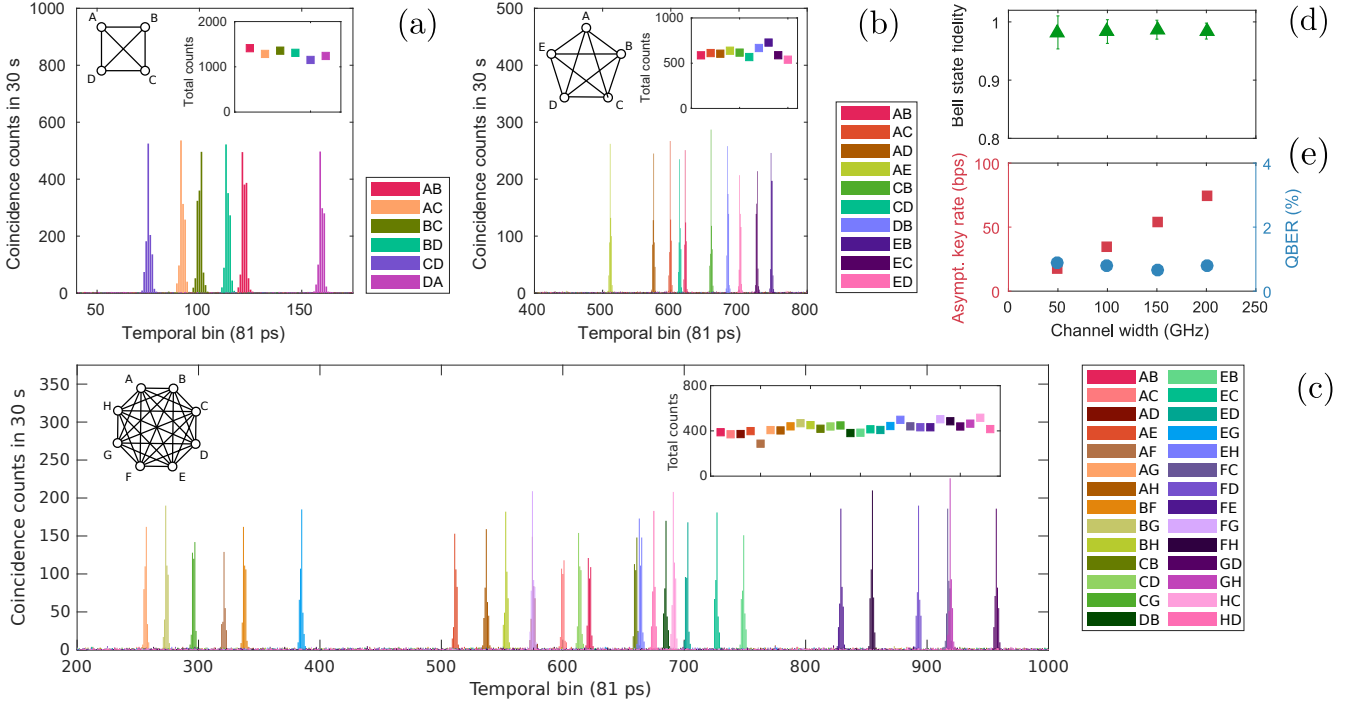 (a)
Coincidence counts in 30 s
1000
800
600
400
200
0
50
100
150
Temporal bin (81 ps)
A
B
D
C
Total counts
2000
1000
0
AB
AC
BC
BD
CD
DA
(b)
Coincidence counts in 30 s
500
400
300
200
100
0
400
500
600
700
800
Temporal bin (81 ps)
A
E
B
D
C
Total counts
1000
500
0
AB
AC
AD
AE
CB
CD
DB
EB
EC
ED
(d)
Bell state fidelity
1
0.9
0.8
(e)
Asympt. key rate (bps)
100
50
0
QBER (%)
4
2
0
0
50
100
150
200
250
Channel width (GHz)
(c)
Coincidence counts in 30 s
350
300
250
200
150
100
50
0
200
300
400
500
600
700
800
900
1000
Temporal bin (81 ps)
A
B
H
C
G
D
F
E
Total counts
800
400
0
AB
AC
AD
AE
AF
AG
AH
BF
BG
BH
CB
CD
CG
DB
EB
EC
ED
EG
EH
FC
FD
FE
FG
FH
GD
GH
HC
HD